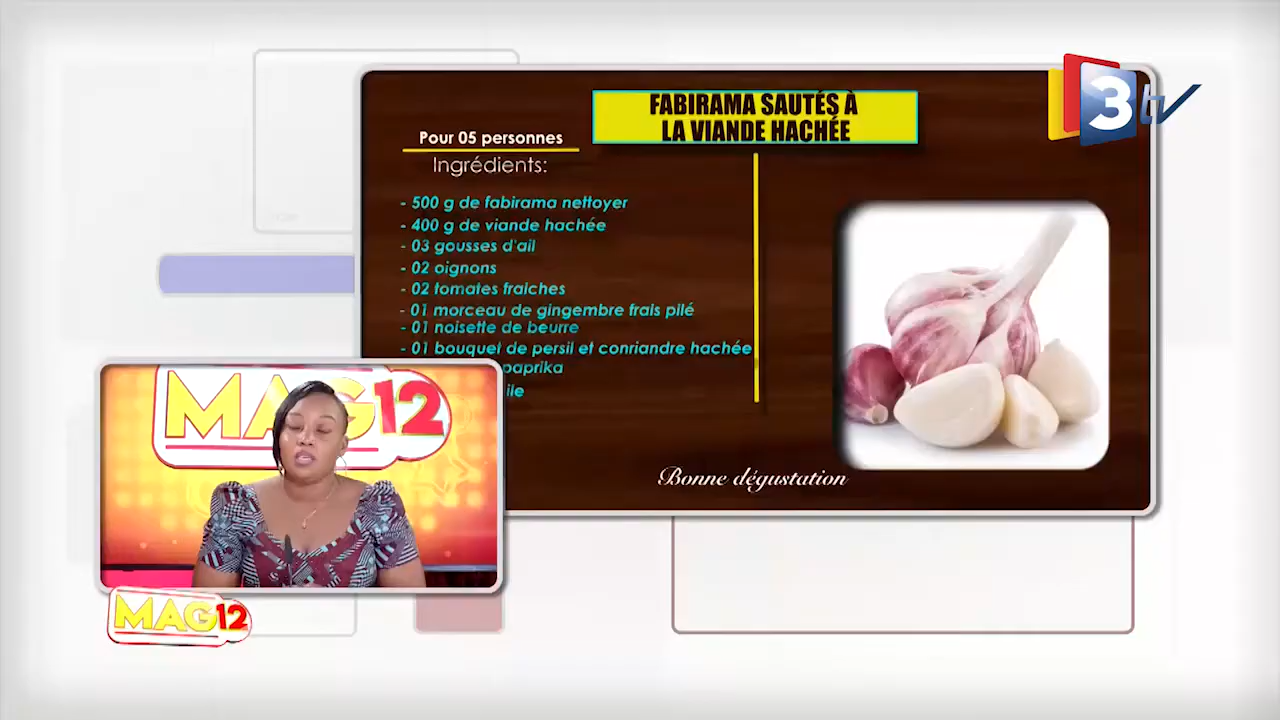 3tv
FABIRAMA SAUTÉS À
LA VIANDE HACHÉE
Pour 05 personnes
Ingrédients:
- 500 g de fabirama nettoyer
- 400 g de viande hachée
- 03 gousses d'ail
- 02 oignons
- 02 tomates fraiches
- 01 morceau de gingembre frais pilé
- 01 noisette de beurre
- 01 bouquet de persil et conriandre hachée
paprika
Bonne dégustation
MAG12
MAG12